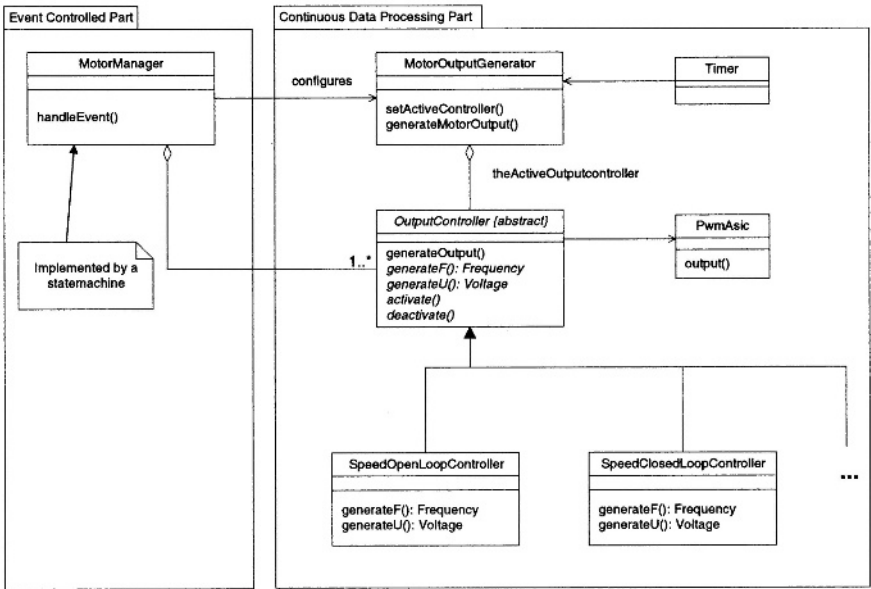 Event Controlled Part
Continuous Data Processing Part
MotorManager
handleEvent()
configures
MotorOutputGenerator
setActiveController()
generateMotorOutput()
Timer
theActiveOutputcontroller
Implemented by a
statemachine
1..*
OutputController {abstract}
generateOutput()
generateF(): Frequency
generateU(): Voltage
activate()
deactivate()
PwmAsic
output()
SpeedOpenLoopController
generateF(): Frequency
generateU(): Voltage
SpeedClosedLoopController
generateF(): Frequency
generateU(): Voltage
...